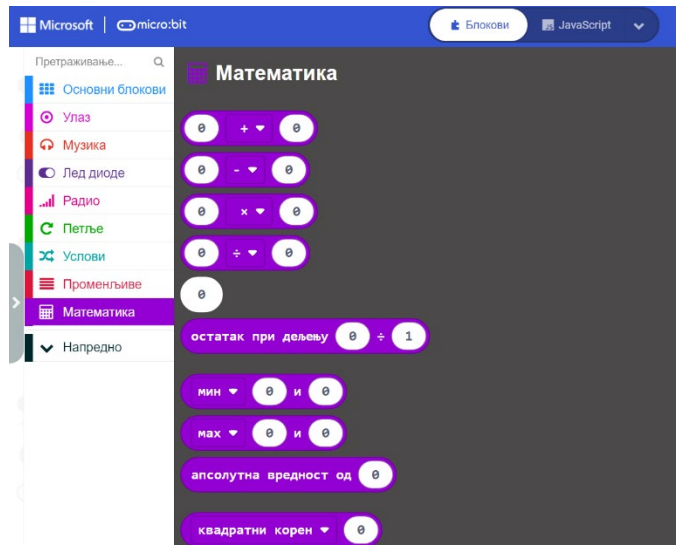 Microsoft micro:bit Блокови JavaScript
Претраживање...
Основни блокови
Улаз
Музика
Лед диоде
Радио
Петље
Услови
Променљиве
Математика
Напредно
Математика
0 + 0
0 - 0
0 × 0
0 ÷ 0
0
остатак при дељењу 0 ÷ 1
мин 0 и 0
мах 0 и 0
апсолутна вредност од 0
квадратни корен 0